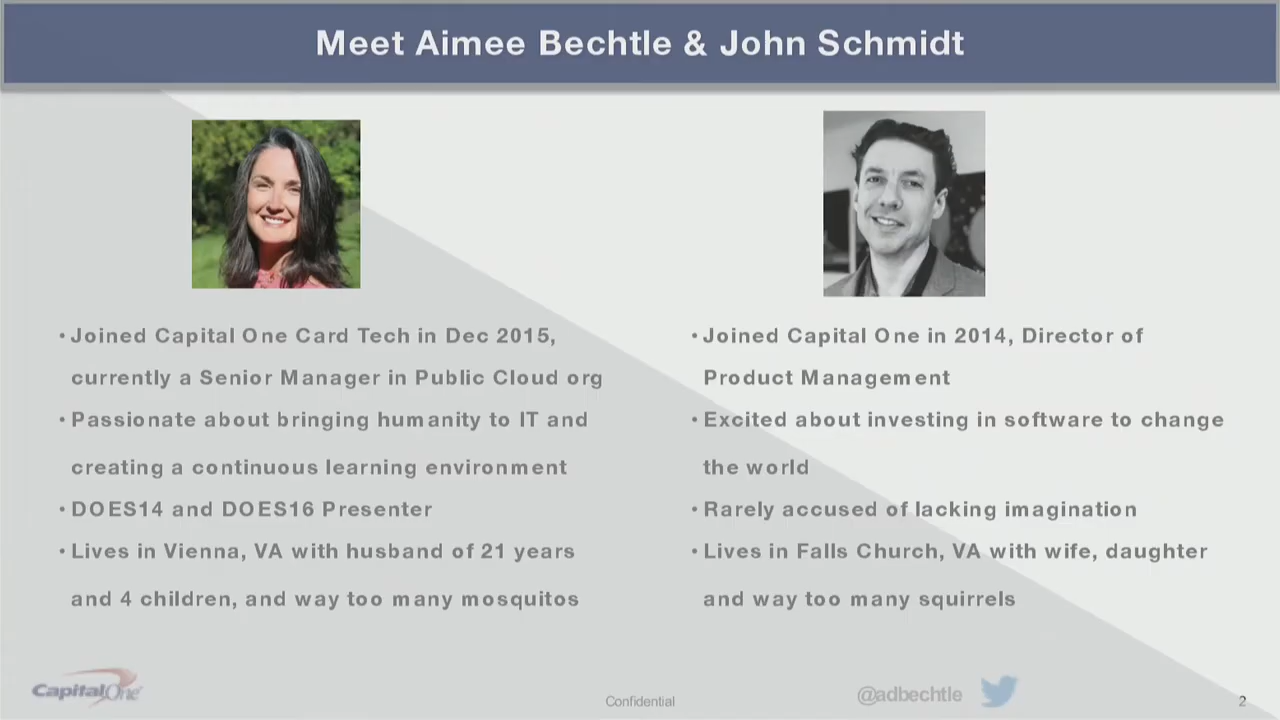 Meet Aimee Bechtle & John Schmidt
• Joined Capital One Card Tech in Dec 2015,
currently a Senior Manager in Public Cloud org
• Passionate about bringing humanity to IT and
creating a continuous learning environment
• DOES14 and DOES16 Presenter
• Lives in Vienna, VA with husband of 21 years
and 4 children, and way too many mosquitos
• Joined Capital One in 2014, Director of
Product Management
• Excited about investing in software to change
the world
• Rarely accused of lacking imagination
• Lives in Falls Church, VA with wife, daughter
and way too many squirrels
CapitalOne
Confidential
@adbechtle
2